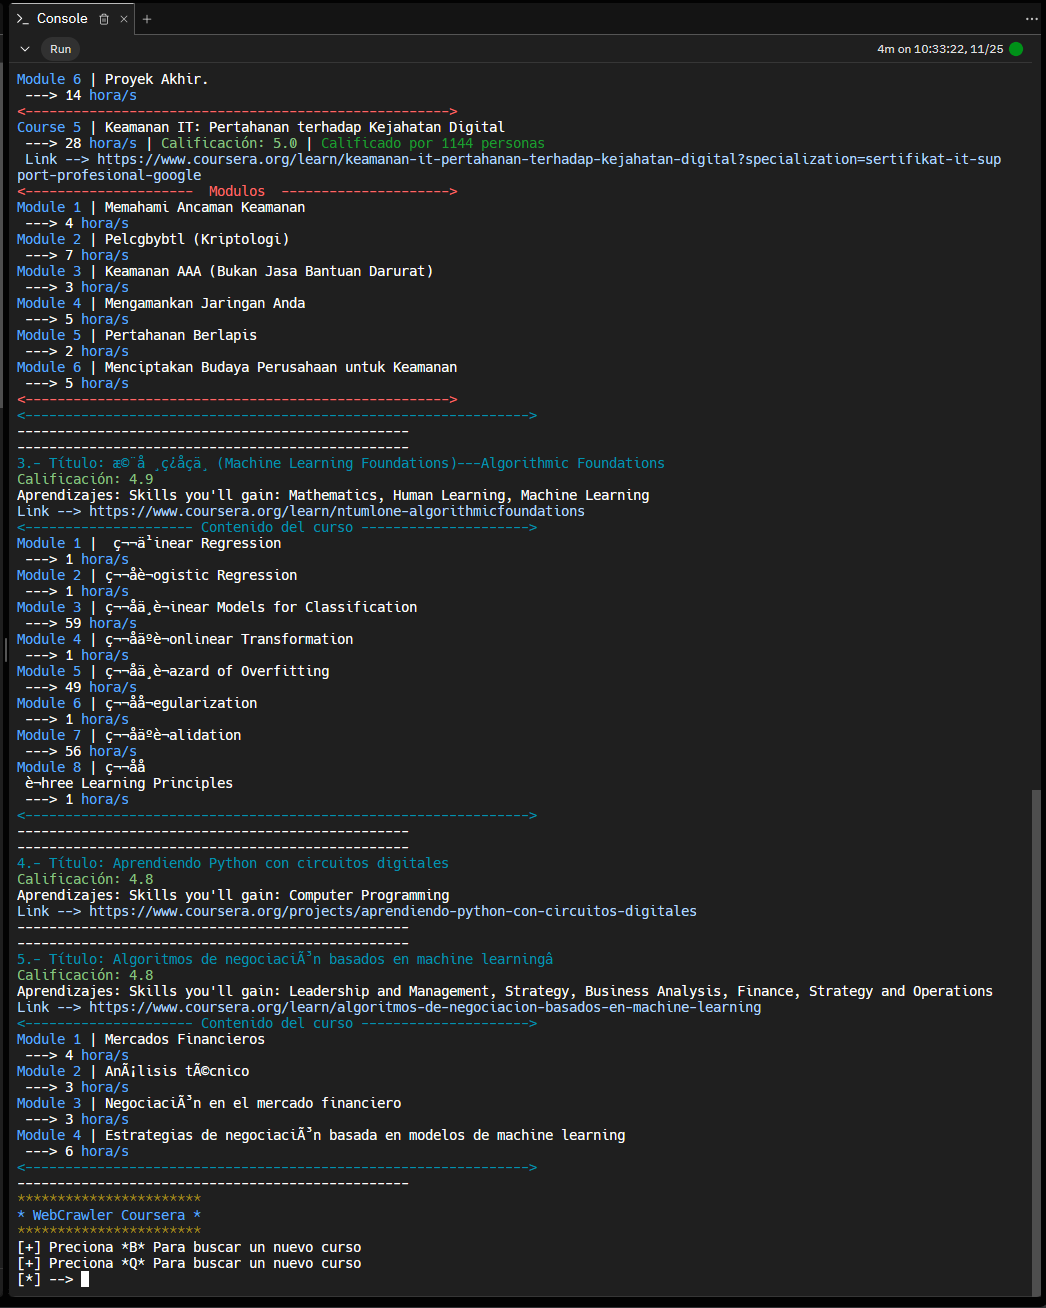 Console
Run
4m on 10:33:22, 11/25
Module 6 | Proyek Akhir.
---> 14 hora/s
<----------------------------------------------------->
Course 5 | Keamanan IT: Pertahanan terhadap Kejahatan Digital
---> 28 hora/s | Calificación: 5.0 | Calificado por 1144 personas
Link --> https://www.coursera.org/learn/keamanan-it-pertahanan-terhadap-kejahatan-digital?specialization=sertifikat-it-sup
port-profesional-google
<--------------------- Modulos --------------------->
Module 1 | Memahami Ancaman Keamanan
---> 4 hora/s
Module 2 | Pelcgbybtl (Kriptologi)
---> 7 hora/s
Module 3 | Keamanan AAA (Bukan Jasa Bantuan Darurat)
---> 3 hora/s
Module 4 | Mengamankan Jaringan Anda
---> 5 hora/s
Module 5 | Pertahanan Berlapis
---> 2 hora/s
Module 6 | Menciptakan Budaya Perusahaan untuk Keamanan
---> 5 hora/s
<----------------------------------------------------->
<--------------------------------------------------------------->
-------------------------------------------------
-------------------------------------------------
3.- Título: æ©¨å ¸ç¿åçä¸ (Machine Learning Foundations)---Algorithmic Foundations
Calificación: 4.9
Aprendizajes: Skills you'll gain: Mathematics, Human Learning, Machine Learning
Link --> https://www.coursera.org/learn/ntumlone-algorithmicfoundations
<--------------------- Contenido del curso --------------------->
Module 1 |  ç¬¬ä¹inear Regression
---> 1 hora/s
Module 2 | ç¬¬åè¬ogistic Regression
---> 1 hora/s
Module 3 | ç¬¬åä¸è¬inear Models for Classification
---> 59 hora/s
Module 4 | ç¬¬åäºè¬onlinear Transformation
---> 1 hora/s
Module 5 | ç¬¬åä¸è¬azard of Overfitting
---> 49 hora/s
Module 6 | ç¬¬åå¬egularization
---> 1 hora/s
Module 7 | ç¬¬åäºè¬alidation
---> 56 hora/s
Module 8 | ç¬¬åå
è¬hree Learning Principles
---> 1 hora/s
<--------------------------------------------------------------->
-------------------------------------------------
-------------------------------------------------
4.- Título: Aprendiendo Python con circuitos digitales
Calificación: 4.8
Aprendizajes: Skills you'll gain: Computer Programming
Link --> https://www.coursera.org/projects/aprendiendo-python-con-circuitos-digitales
-------------------------------------------------
-------------------------------------------------
5.- Título: Algoritmos de negociaciÃ³n basados en machine learningâ
Calificación: 4.8
Aprendizajes: Skills you'll gain: Leadership and Management, Strategy, Business Analysis, Finance, Strategy and Operations
Link --> https://www.coursera.org/learn/algoritmos-de-negociacion-basados-en-machine-learning
<--------------------- Contenido del curso --------------------->
Module 1 | Mercados Financieros
---> 4 hora/s
Module 2 | AnÃ¡lisis tÃ©cnico
---> 3 hora/s
Module 3 | NegociaciÃ³n en el mercado financiero
---> 3 hora/s
Module 4 | Estrategias de negociaciÃ³n basada en modelos de machine learning
---> 6 hora/s
<--------------------------------------------------------------->
-------------------------------------------------
***********************
* WebCrawler Coursera *
***********************
[+] Preciona *B* Para buscar un nuevo curso
[+] Preciona *Q* Para buscar un nuevo curso
[*] -->